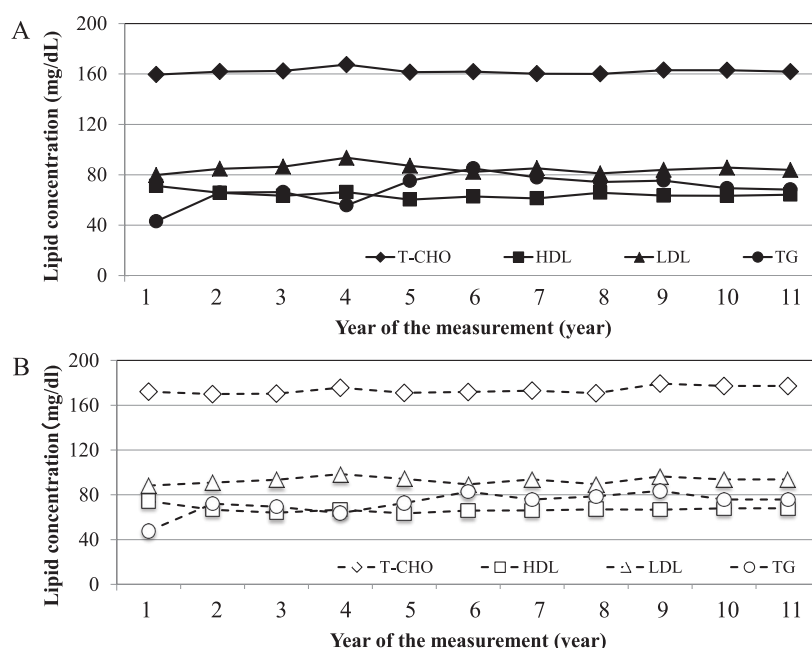 A
Lipid concentration (mg/dL)
200
160
120
80
40
0
T-CHO HDL LDL TG
1 2 3 4 5 6 7 8 9 10 11
Year of the measurement (year)
B
Lipid concentration (mg/dl)
200
160
120
80
40
0
T-CHO HDL LDL TG
1 2 3 4 5 6 7 8 9 10 11
Year of the measurement (year)